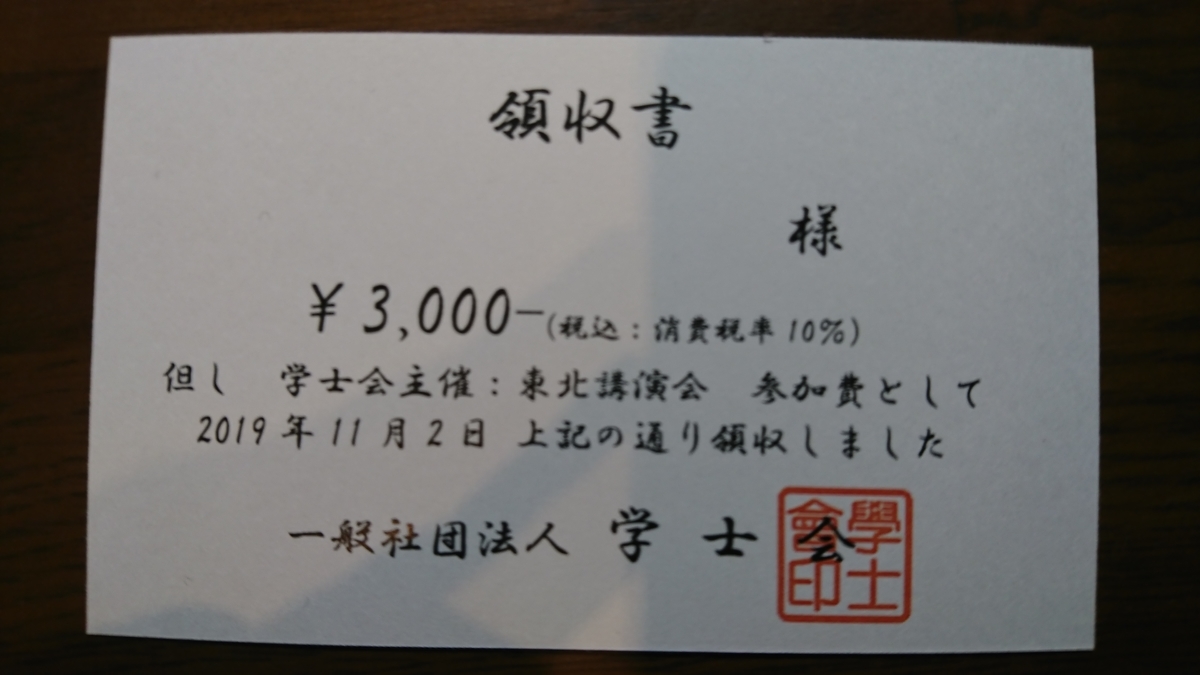 領収書
様
¥ 3,000−(税込:消費税率10%)
但し 学士会主催:東北講演会 参加費として
2019年11月2日 上記の通り領収しました
一般社団法人 学 士 会
學士會印